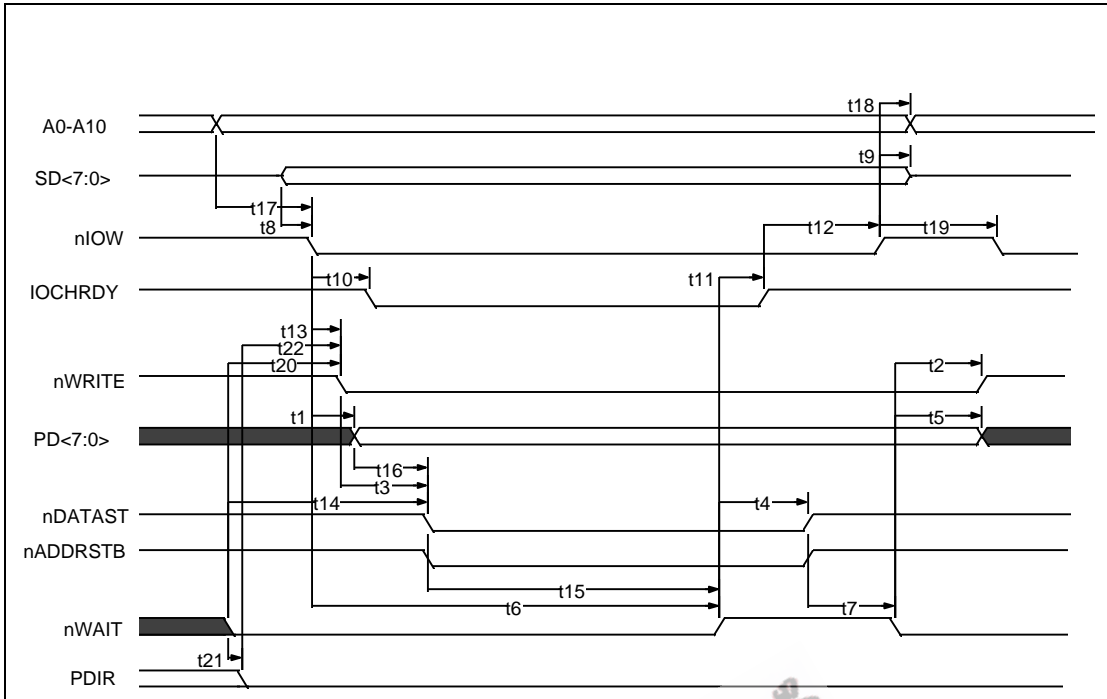 t18
A0-A10
t9
SD<7:0>
t17
t8
nIOW
t12
t19
t10
t11
IOCHRDY
t13
t22
t20
nWRITE
t2
t1
t5
PD<7:0>
t16
t3
t14
t4
nDATAST
nADDRSTB
t15
t6
t7
nWAIT
t21
PDIR